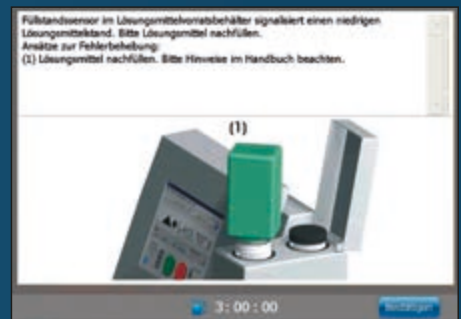 Füllstandssensor im Lösungsmittelvorratsbehälter signalisiert einen niedrigen
Lösungsmittelstand. Bitte Lösungsmittel nachfüllen.
Ansätze zur Fehlerbehebung:
(1) Lösungsmittel nachfüllen. Bitte Hinweise im Handbuch beachten.
(1)
3:00:00
Bestätigen